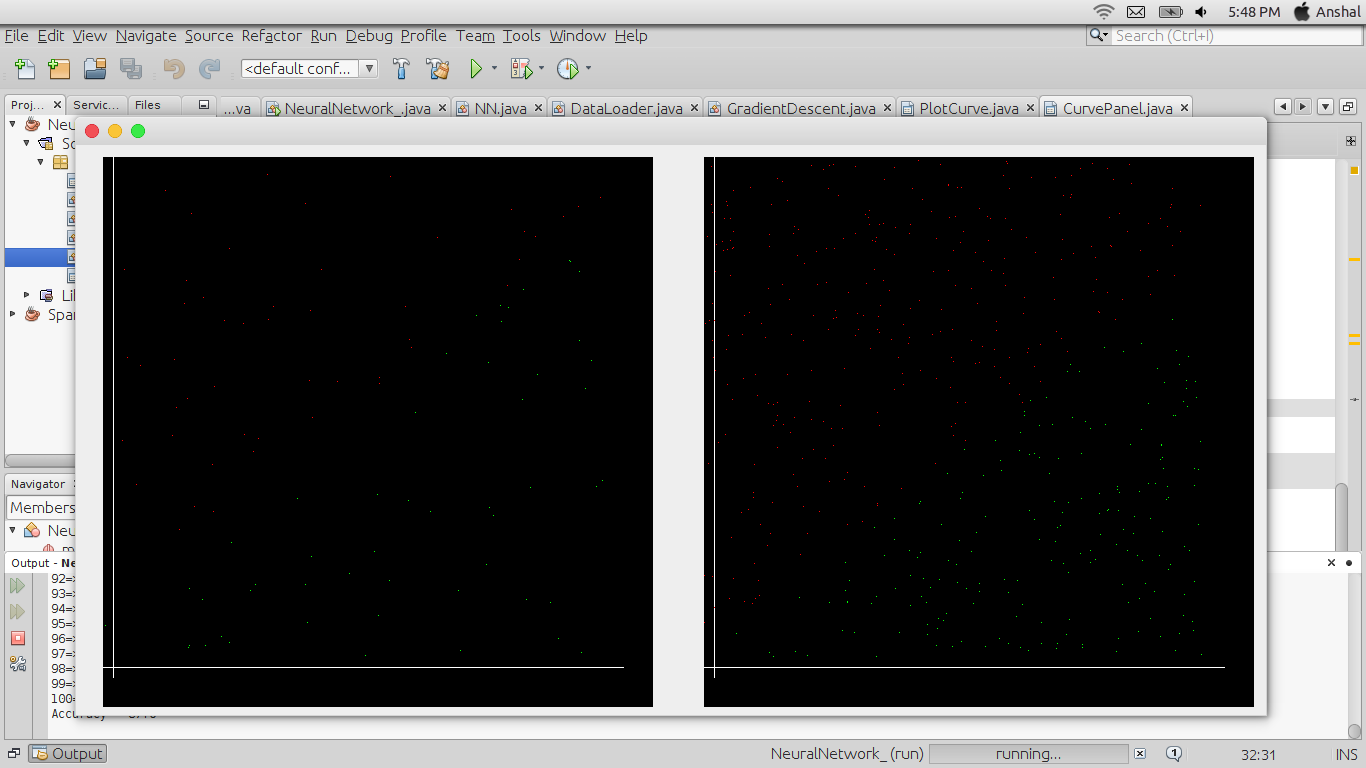 5:48 PM Anshal
File Edit View Navigate Source Refactor Run Debug Profile Team Tools Window Help
Search (Ctrl+I)
<default conf...
Proj... Servic... Files
...va NeuralNetwork_.java NN.java DataLoader.java GradientDescent.java PlotCurve.java CurvePanel.java
Neu
So
Lil
Spar
Navigator
Members
Neu
Output - Ne
92=>
93=>
94=>
95=>
96=>
97=>
98=>
99=>
100=
Output
NeuralNetwork_ (run) running... 1 32:31 INS